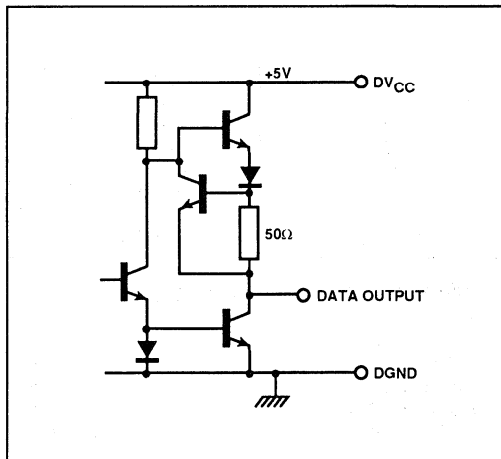 +5V
DVCC
50Ω
DATA OUTPUT
DGND